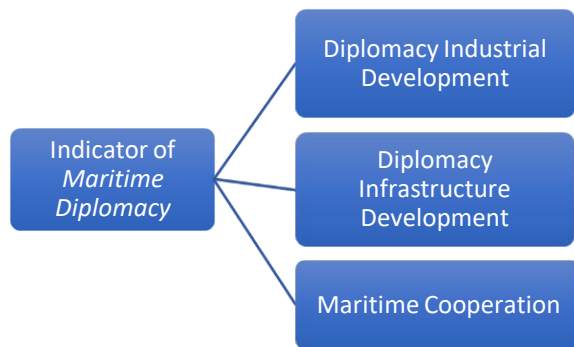 Diplomacy Industrial
Development
Indicator of
Maritime
Diplomacy
Diplomacy
Infrastructure
Development
Maritime Cooperation